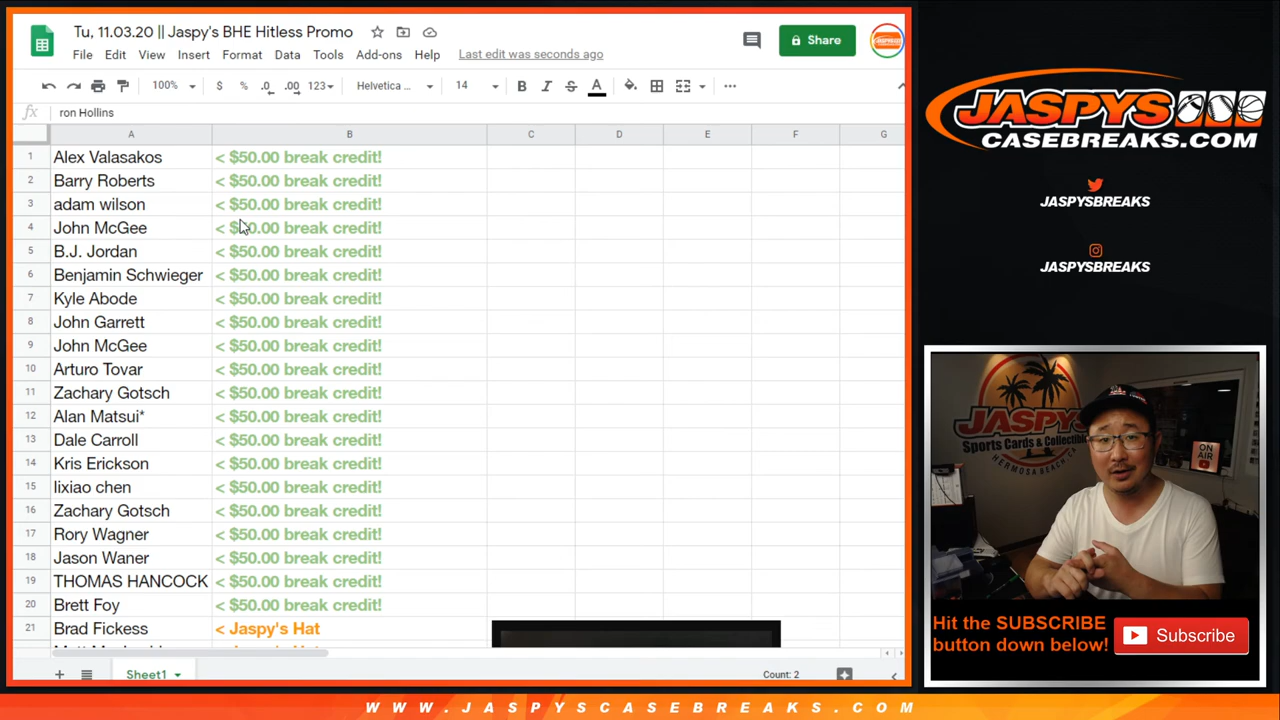 Tu, 11.03.20 || Jaspy's BHE Hitless Promo
File Edit View Insert Format Data Tools Add-ons Help Last edit was seconds ago
Share
100% $ % .0 .00 123 Helvetica ... 14 B I S A
fx ron Hollins
A B C D E F G
1 Alex Valasakos < $50.00 break credit!
2 Barry Roberts < $50.00 break credit!
3 adam wilson < $50.00 break credit!
4 John McGee < $50.00 break credit!
5 B.J. Jordan < $50.00 break credit!
6 Benjamin Schwieger < $50.00 break credit!
7 Kyle Abode < $50.00 break credit!
8 John Garrett < $50.00 break credit!
9 John McGee < $50.00 break credit!
10 Arturo Tovar < $50.00 break credit!
11 Zachary Gotsch < $50.00 break credit!
12 Alan Matsui* < $50.00 break credit!
13 Dale Carroll < $50.00 break credit!
14 Kris Erickson < $50.00 break credit!
15 lixiao chen < $50.00 break credit!
16 Zachary Gotsch < $50.00 break credit!
17 Rory Wagner < $50.00 break credit!
18 Jason Waner < $50.00 break credit!
19 THOMAS HANCOCK < $50.00 break credit!
20 Brett Foy < $50.00 break credit!
21 Brad Fickess < Jaspy's Hat
Sheet1
Count: 2
JASPYS
CASEBREAKS.COM
JASPYSBREAKS
JASPYSBREAKS
JASPYS
Sports Cards & Collectibl
HERMOSA BEACH, CA
ON AIR
Hit the SUBSCRIBE
button down below!
Subscribe
WWW.JASPYSCASEBREAKS.COM